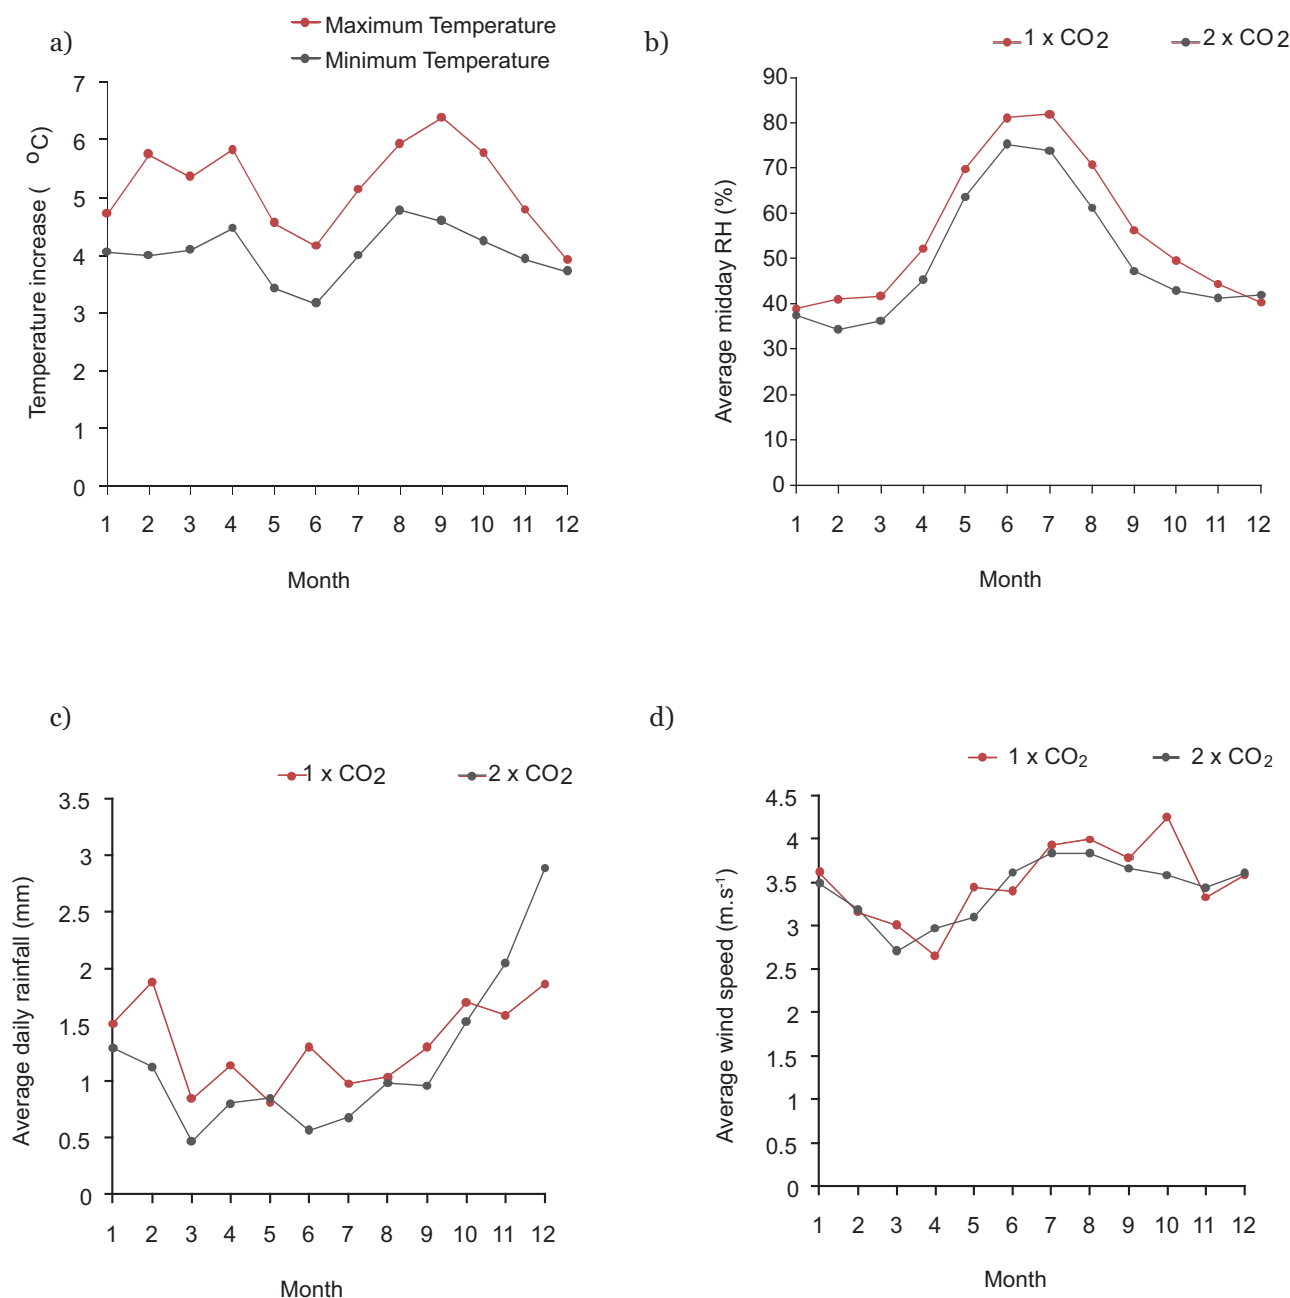 a)
Maximum Temperature
Minimum Temperature
7
6
5
4
3
2
1
0
Temperature increase ( oC)
1 2 3 4 5 6 7 8 9 10 11 12
Month
b)
1 x CO2 2 x CO2
90
80
70
60
50
40
30
20
10
0
Average midday RH (%)
1 2 3 4 5 6 7 8 9 10 11 12
Month
c)
1 x CO2 2 x CO2
3.5
3
2.5
2
1.5
1
0.5
0
Average daily rainfall (mm)
1 2 3 4 5 6 7 8 9 10 11 12
Month
d)
1 x CO2 2 x CO2
4.5
4
3.5
3
2.5
2
1.5
1
0.5
0
Average wind speed (m.s-1)
1 2 3 4 5 6 7 8 9 10 11 12
Month